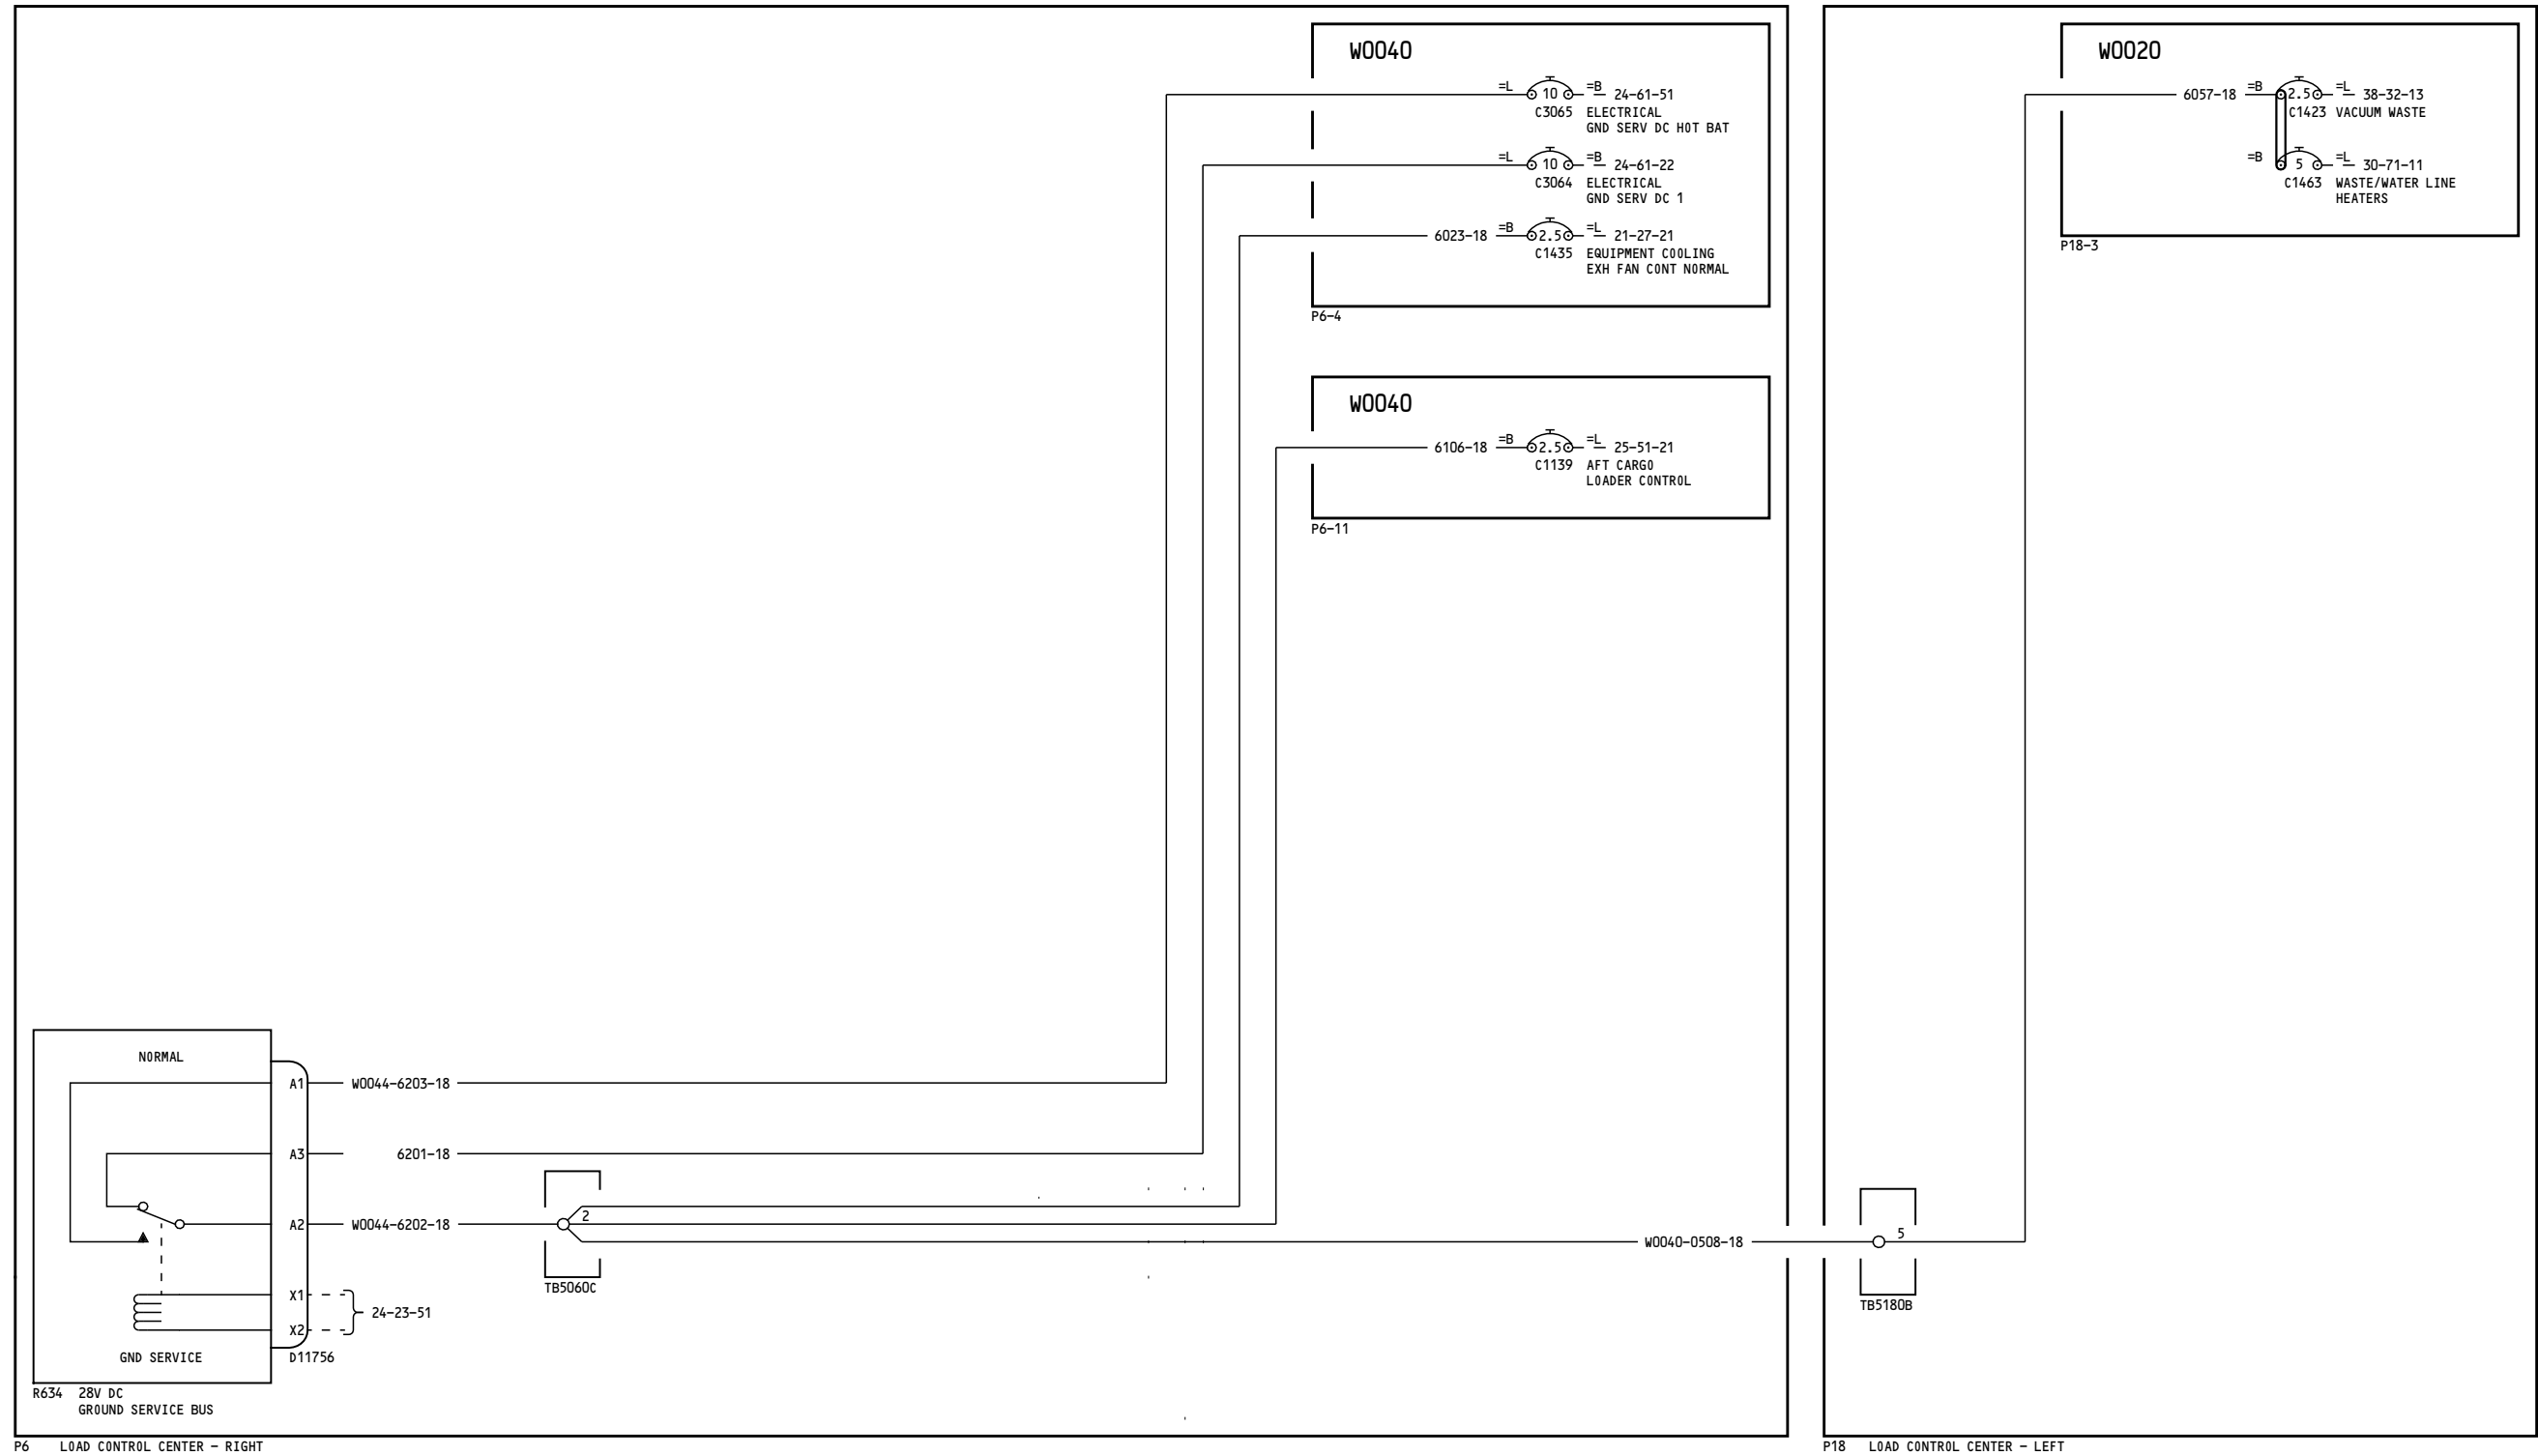 W0040
=L 10 =B 24-61-51
C3065 ELECTRICAL
GND SERV DC HOT BAT
=L 10 =B 24-61-22
C3064 ELECTRICAL
GND SERV DC 1
6023-18 =B 2.5 =L 21-27-21
C1435 EQUIPMENT COOLING
EXH FAN CONT NORMAL
P6-4
W0040
6106-18 =B 2.5 =L 25-51-21
C1139 AFT CARGO
LOADER CONTROL
P6-11
W0020
6057-18 =B 2.5 =L 38-32-13
C1423 VACUUM WASTE
=B 5 =L 30-71-11
C1463 WASTE/WATER LINE
HEATERS
P18-3
NORMAL
A1 W0044-6203-18
A3 6201-18
A2 W0044-6202-18
2
W0040-0508-18
5
TB5060C
TB5180B
X1
24-23-51
X2
GND SERVICE
D11756
R634 28V DC
GROUND SERVICE BUS
P6 LOAD CONTROL CENTER - RIGHT
P18 LOAD CONTROL CENTER - LEFT